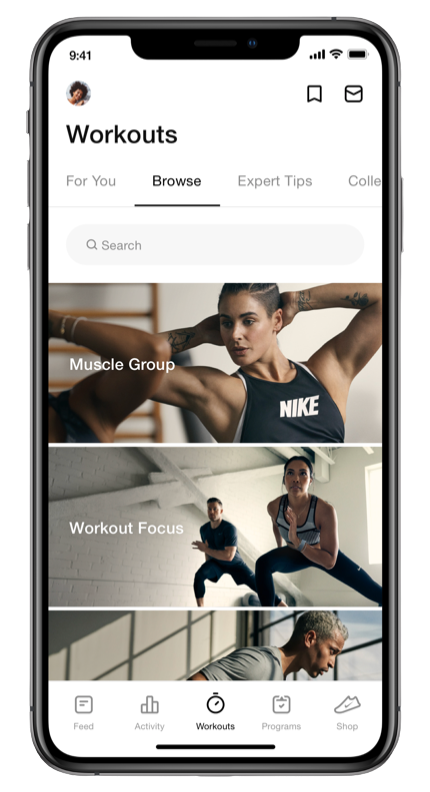 9:41
Workouts
For You Browse Expert Tips Colle
Search
Muscle Group
NIKE
Workout Focus
Feed Activity Workouts Programs Shop